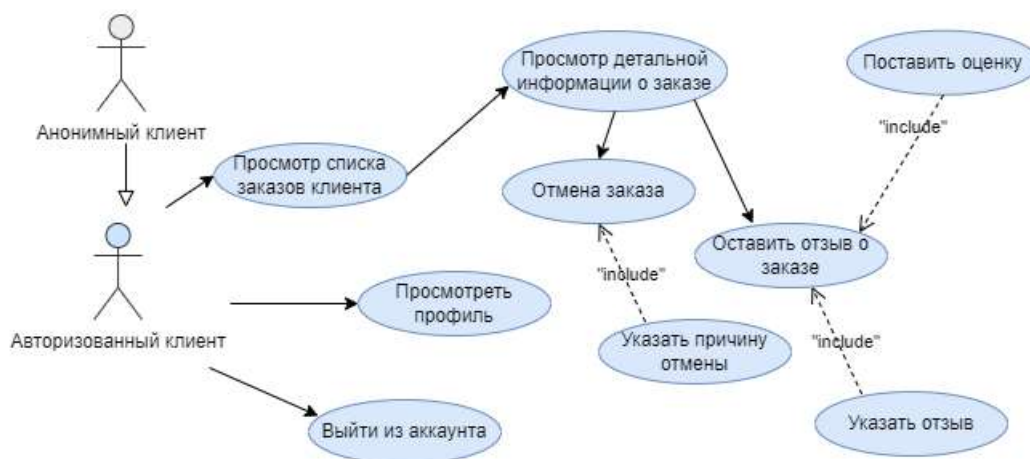 Просмотр детальной
информации о заказе
Поставить оценку
Анонимный клиент
"include"
Просмотр списка
заказов клиента
Отмена заказа
Оставить отзыв о
заказе
"include"
Просмотреть
профиль
Авторизованный клиент
Указать причину
отмены
"include"
Выйти из аккаунта
Указать отзыв